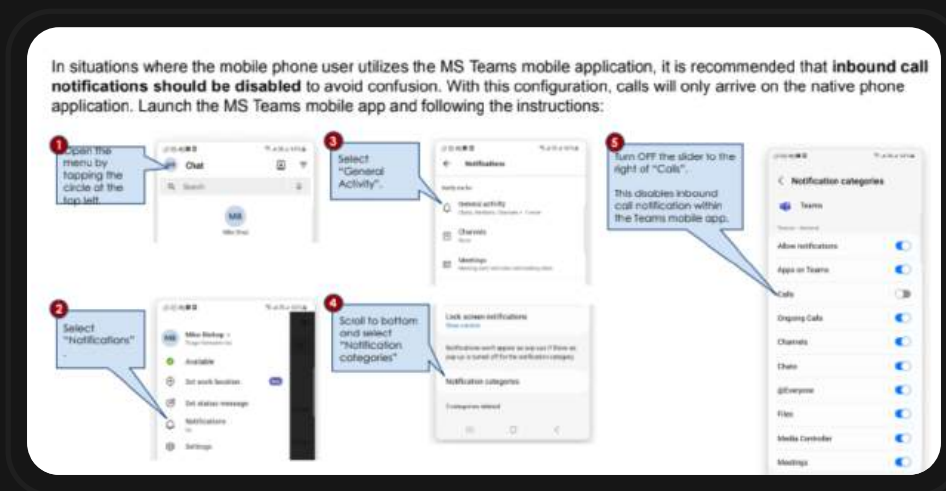 In situations where the mobile phone user utilizes the MS Teams mobile application, it is recommended that inbound call
notifications should be disabled to avoid confusion. With this configuration, calls will only arrive on the native phone
application. Launch the MS Teams mobile app and following the instructions:
1
Open the
menu by
tapping the
circle at the
top left.
Chat
Search
MB
2
Select
"Notifications"
.
MB
Mike Bishop
Available
Set work location
Set status message
Notifications
Settings
3
Select
"General
Activity".
Notifications
General activity
Channels
Meetings
4
Scroll to bottom
and select
"Notification
categories"
Lock screen notifications
Notification categories
5
Turn OFF the slider to the
right of "Calls".
This disables inbound
call notification within
the Teams mobile app.
Notification categories
Teams
Allow notifications
Apps on Teams
Calls
Ongoing Calls
Channels
Chats
@Everyone
Files
Media Controller
Meetings